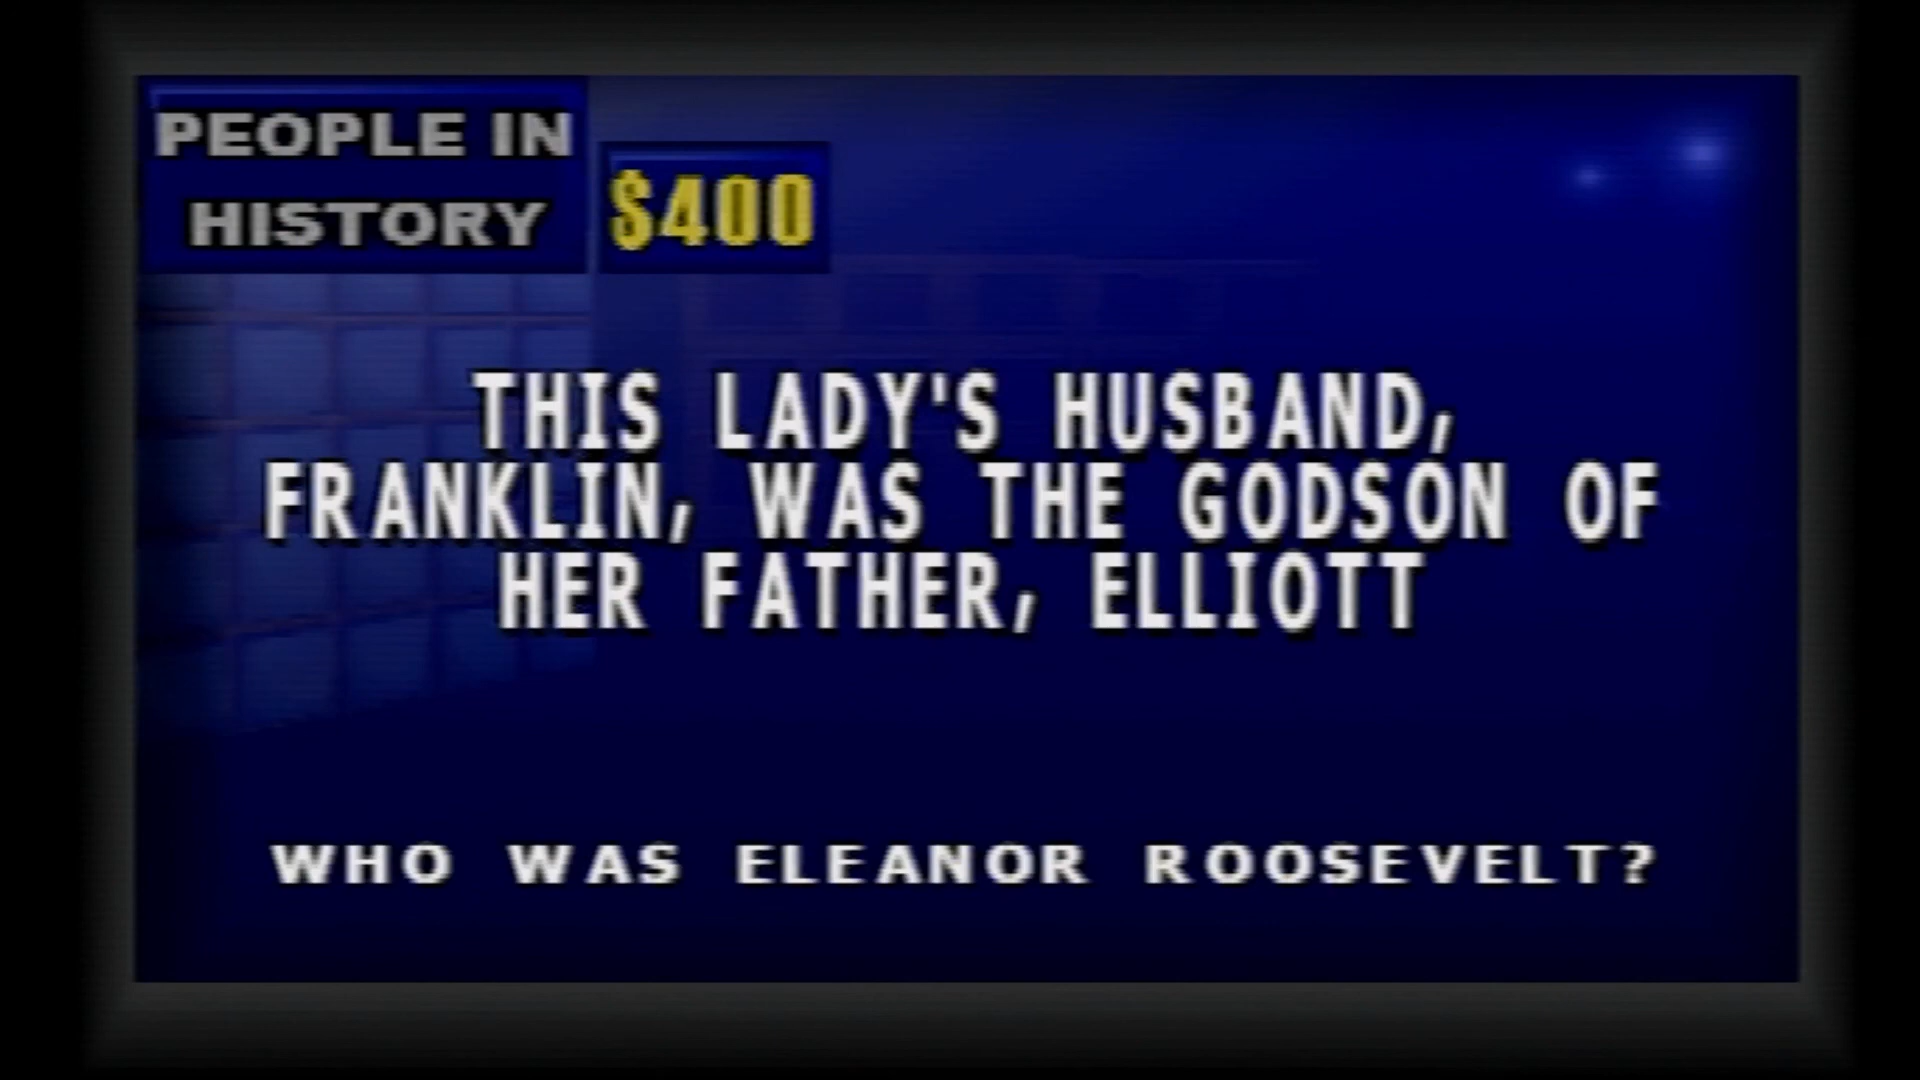 PEOPLE IN
HISTORY
$400
THIS LADY'S HUSBAND,
FRANKLIN, WAS THE GODSON OF
HER FATHER, ELLIOTT
WHO WAS ELEANOR ROOSEVELT?